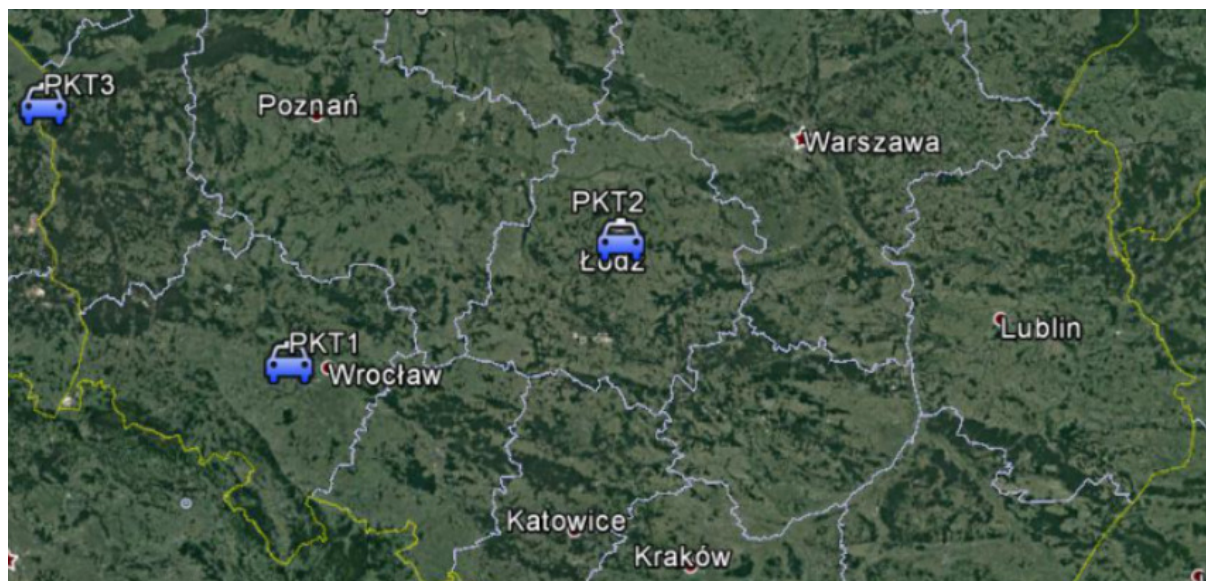 PKT3
Poznań
Warszawa
PKT2
Łódź
Lublin
PKT1
Wrocław
Katowice
Kraków